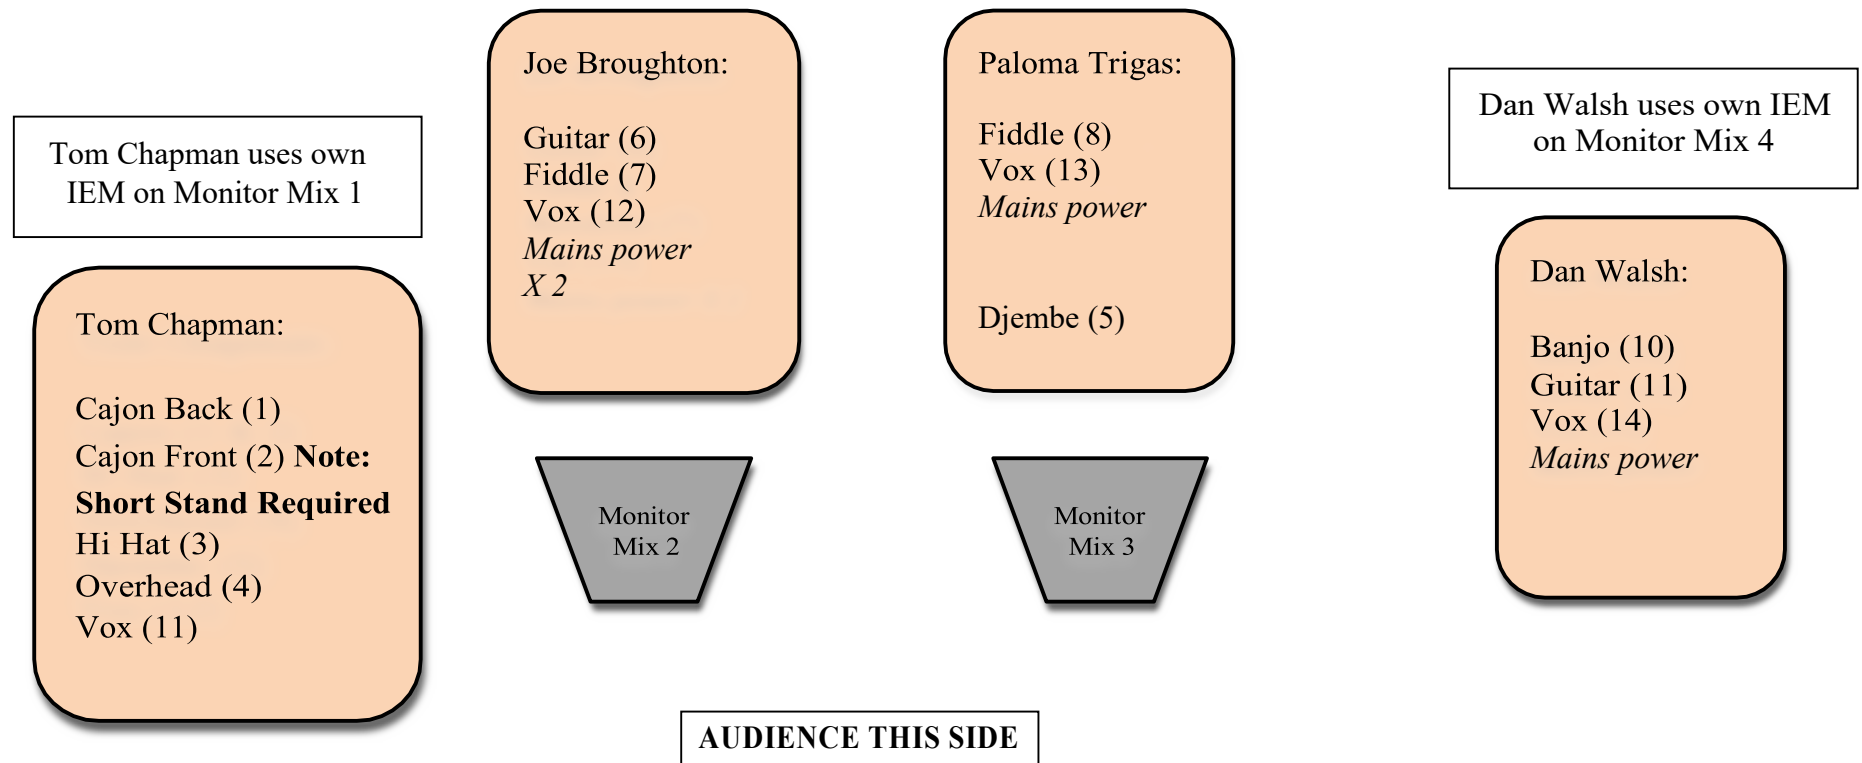 Tom Chapman uses own
IEM on Monitor Mix 1
Tom Chapman:
Cajon Back (1)
Cajon Front (2) Note:
Short Stand Required
Hi Hat (3)
Overhead (4)
Vox (11)
Joe Broughton:
Guitar (6)
Fiddle (7)
Vox (12)
Mains power
X 2
Monitor
Mix 2
Paloma Trigas:
Fiddle (8)
Vox (13)
Mains power
Djembe (5)
Monitor
Mix 3
Dan Walsh uses own IEM
on Monitor Mix 4
Dan Walsh:
Banjo (10)
Guitar (11)
Vox (14)
Mains power
AUDIENCE THIS SIDE